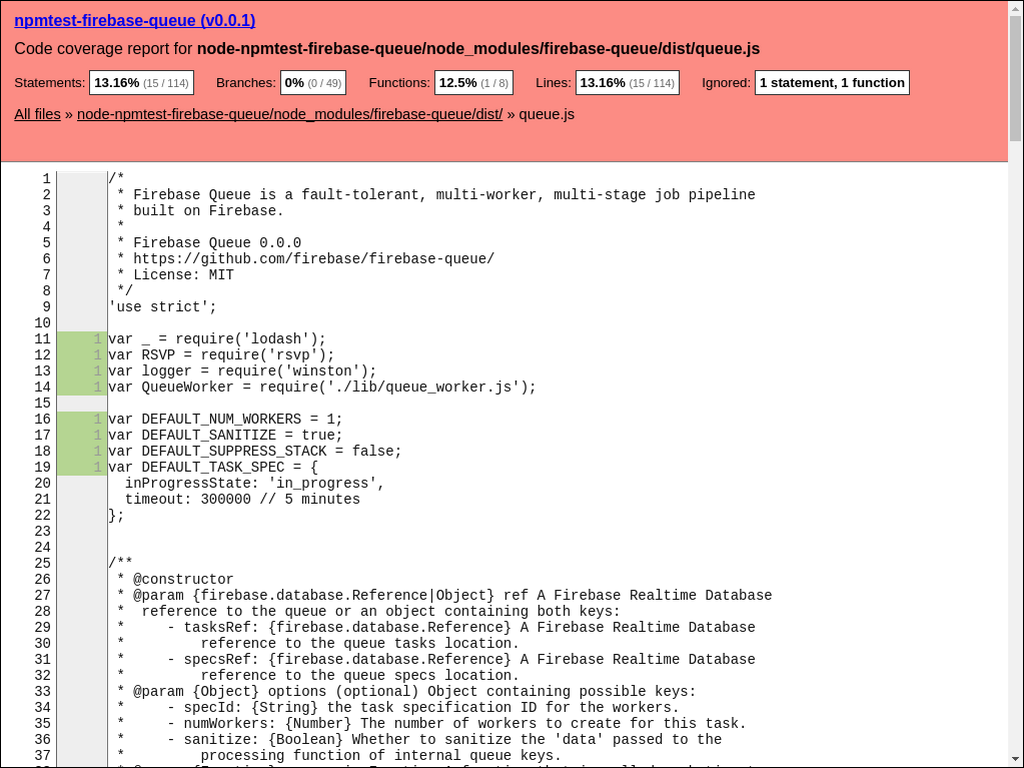 npmtest-firebase-queue (v0.0.1)
Code coverage report for node-npmtest-firebase-queue/node_modules/firebase-queue/dist/queue.js
Statements: 13.16% (15 / 114) Branches: 0% (0 / 49) Functions: 12.5% (1 / 8) Lines: 13.16% (15 / 114) Ignored: 1 statement, 1 function
All files » node-npmtest-firebase-queue/node_modules/firebase-queue/dist/ » queue.js
1 /*
2  * Firebase Queue is a fault-tolerant, multi-worker, multi-stage job pipeline
3  * built on Firebase.
4  *
5  * Firebase Queue 0.0.0
6  * https://github.com/firebase/firebase-queue/
7  * License: MIT
8  */
9 'use strict';
10
11 1 var _ = require('lodash');
12 1 var RSVP = require('rsvp');
13 1 var logger = require('winston');
14 1 var QueueWorker = require('./lib/queue_worker.js');
15
16 1 var DEFAULT_NUM_WORKERS = 1;
17 1 var DEFAULT_SANITIZE = true;
18 1 var DEFAULT_SUPPRESS_STACK = false;
19 1 var DEFAULT_TASK_SPEC = {
20   inProgressState: 'in_progress',
21   timeout: 300000 // 5 minutes
22 };
23
24
25 /**
26  * @constructor
27  * @param {firebase.database.Reference|Object} ref A Firebase Realtime Database
28  *  reference to the queue or an object containing both keys:
29  *     - tasksRef: {firebase.database.Reference} A Firebase Realtime Database
30  *         reference to the queue tasks location.
31  *     - specsRef: {firebase.database.Reference} A Firebase Realtime Database
32  *         reference to the queue specs location.
33  * @param {Object} options (optional) Object containing possible keys:
34  *     - specId: {String} the task specification ID for the workers.
35  *     - numWorkers: {Number} The number of workers to create for this task.
36  *     - sanitize: {Boolean} Whether to sanitize the 'data' passed to the
37  *         processing function of internal queue keys.